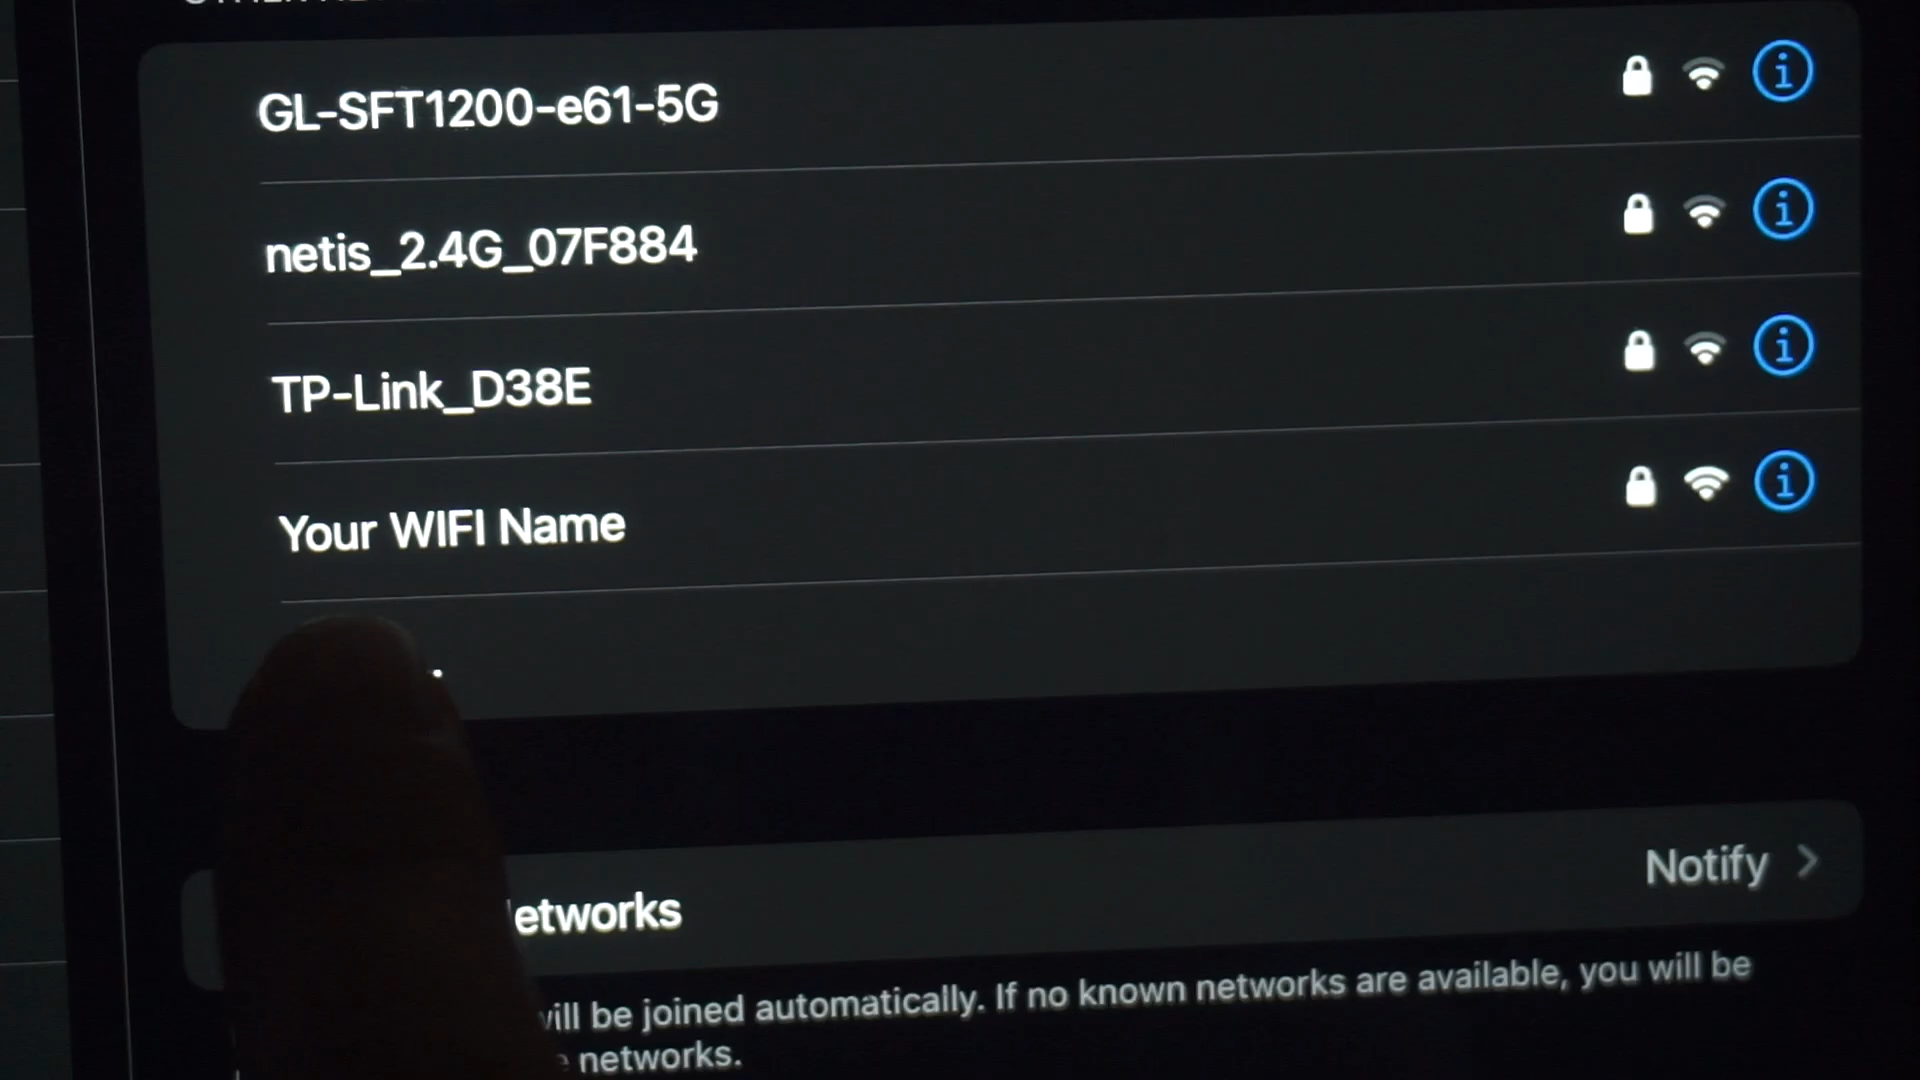 GL-SFT1200-e61-5G
netis_2.4G_07F884
TP-Link_D38E
Your WIFI Name
Notify
etworks
will be joined automatically. If no known networks are available, you will be
networks.